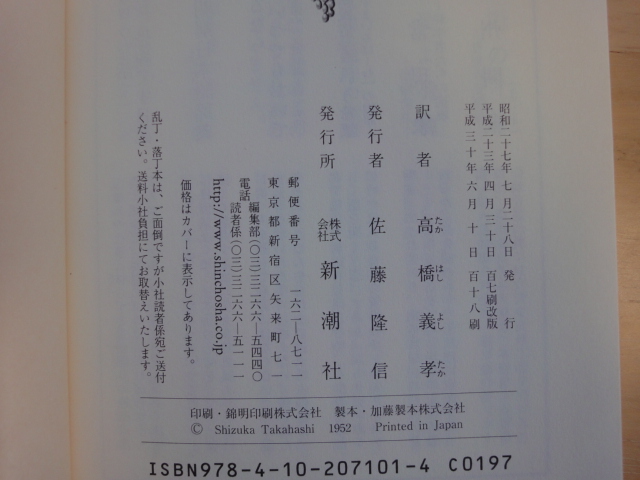 昭和二十七年七月二十八日発行
平成二十三年四月三十日百七刷改版
平成三十年六月十日百十八刷
訳者 高橋義孝
たか はし よし たか
発行者 佐藤隆信
発行所 株式会社 新潮社
郵便番号 一六二―八七一一
東京都新宿区矢来町七一
電話 編集部(〇三)三二六六―五四四〇
読者係(〇三)三二六六―五一一一
http://www.shinchosha.co.jp
価格はカバーに表示してあります。
乱丁・落丁本は、ご面倒ですが小社読者係宛ご送付
ください。送料小社負担にてお取替えいたします。
印刷・錦明印刷株式会社 製本・加藤製本株式会社
© Shizuka Takahashi 1952 Printed in Japan
ISBN978-4-10-207101-4 C0197